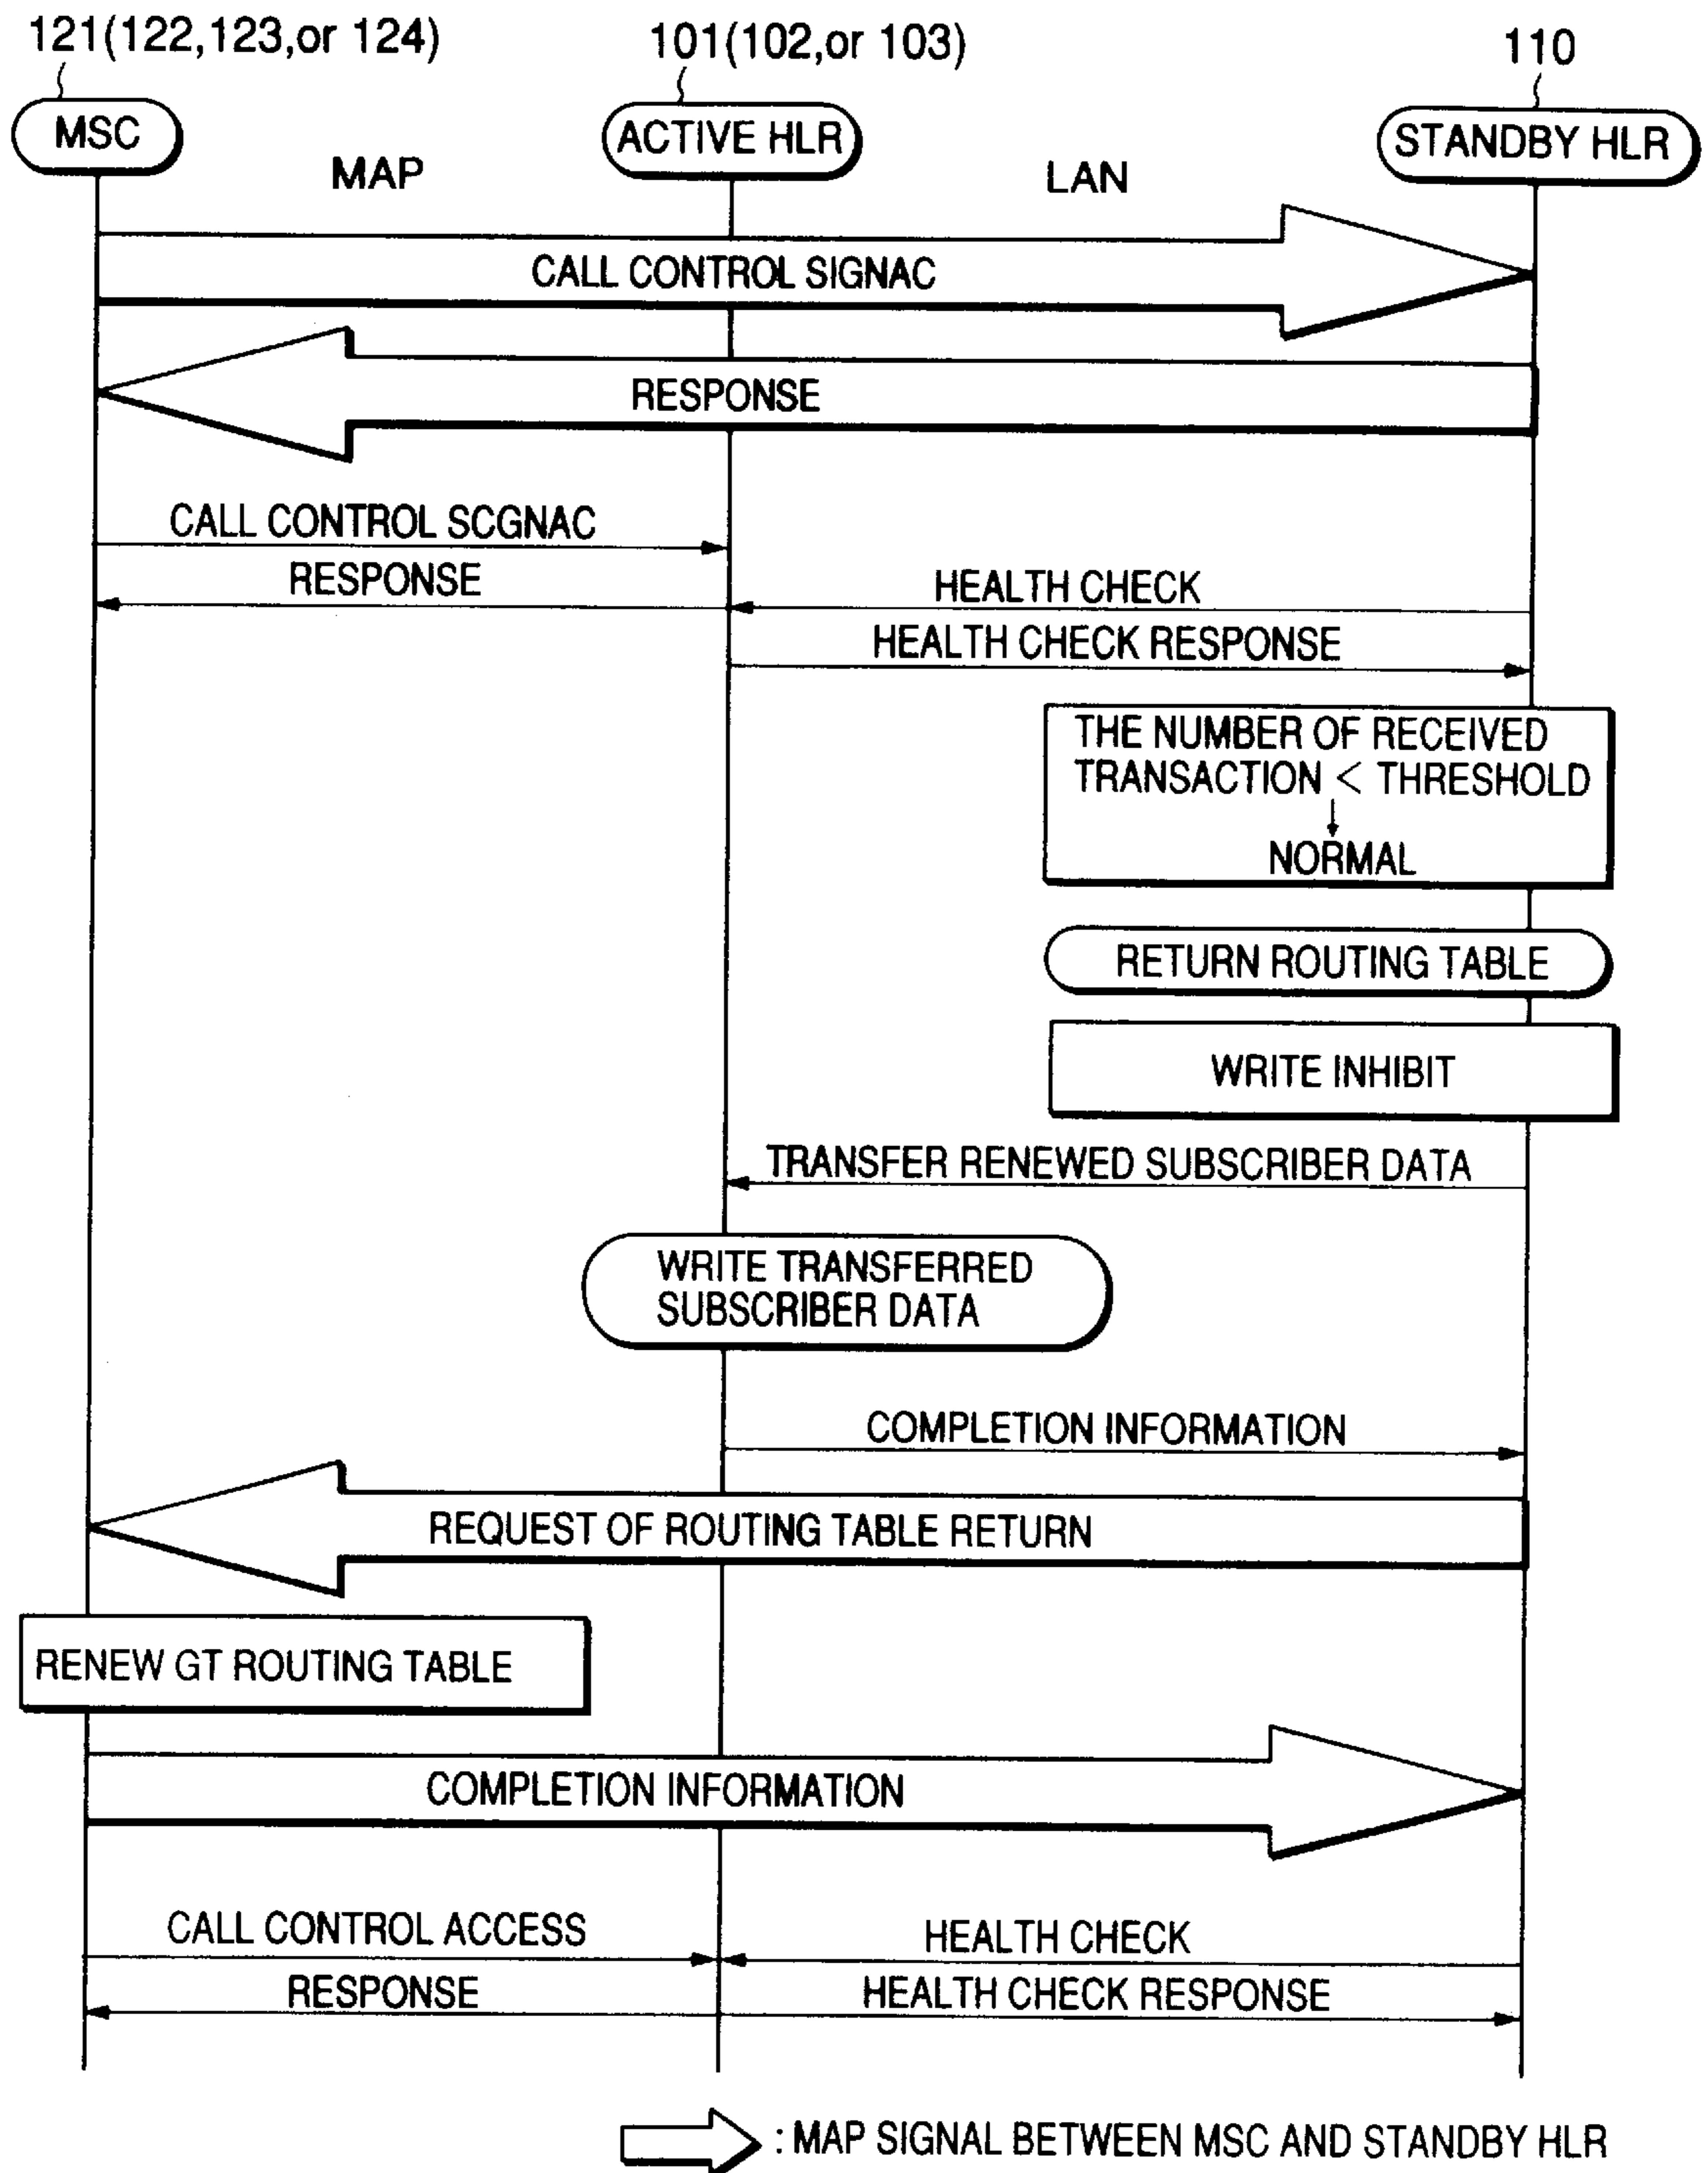 121(122,123,or 124)
101(102,or 103)
110
MSC
ACTIVE HLR
STANDBY HLR
MAP
LAN
CALL CONTROL SIGNAC
RESPONSE
CALL CONTROL SCGNAC
RESPONSE
HEALTH CHECK
HEALTH CHECK RESPONSE
THE NUMBER OF RECEIVED
TRANSACTION < THRESHOLD
NORMAL
RETURN ROUTING TABLE
WRITE INHIBIT
TRANSFER RENEWED SUBSCRIBER DATA
WRITE TRANSFERRED
SUBSCRIBER DATA
COMPLETION INFORMATION
REQUEST OF ROUTING TABLE RETURN
RENEW GT ROUTING TABLE
COMPLETION INFORMATION
CALL CONTROL ACCESS
HEALTH CHECK
RESPONSE
HEALTH CHECK RESPONSE
: MAP SIGNAL BETWEEN MSC AND STANDBY HLR